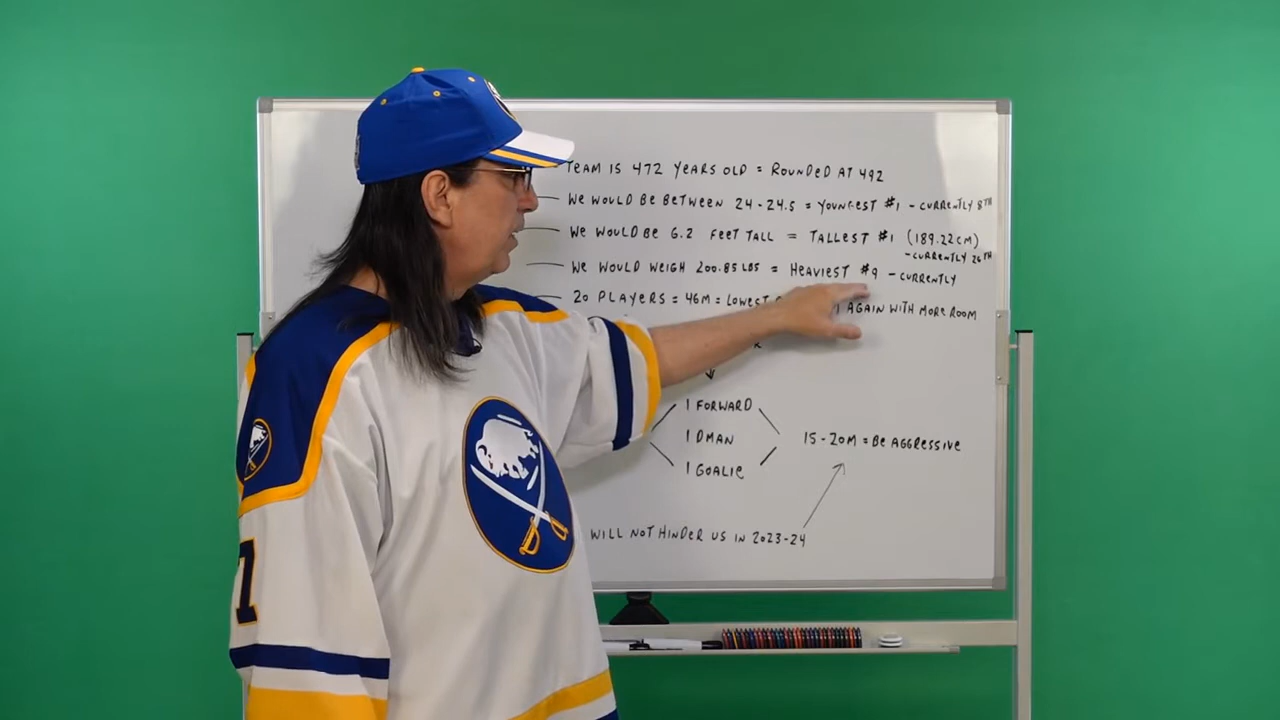 TEAM IS 472 YEARS OLD = ROUNDED AT 492
WE WOULD BE BETWEEN 24-24.5 = YOUNGEST #1 - CURRENTLY 8TH
WE WOULD BE 6.2 FEET TALL = TALLEST #1 (189.22CM)
- CURRENTLY 26TH
WE WOULD WEIGH 200.85 LBS = HEAVIEST #9 - CURRENTLY
20 PLAYERS = 46M = LOWEST
AGAIN WITH MORE ROOM
1 FORWARD
1 DMAN
1 GOALIE
15-20M = BE AGGRESSIVE
WILL NOT HINDER US IN 2023-24